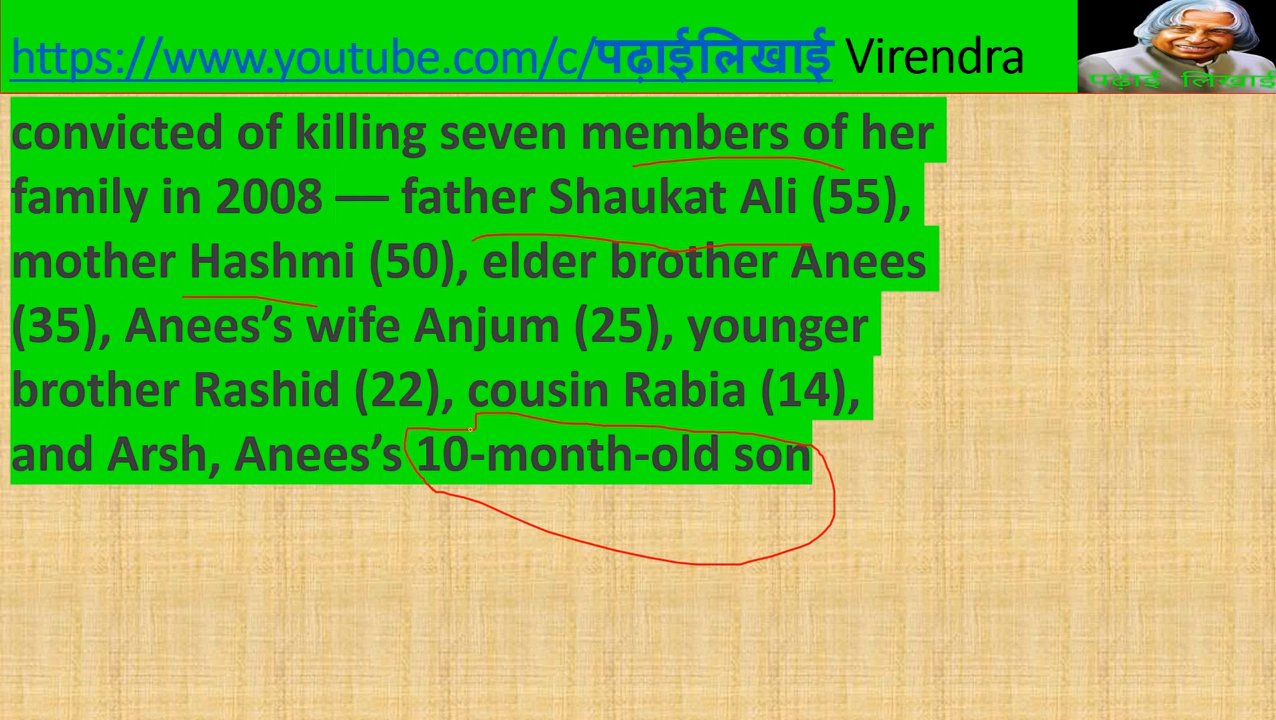 https://www.youtube.com/c/पढ़ाईलिखाई Virendra
पढ़ाई लिखाई
convicted of killing seven members of her
family in 2008 — father Shaukat Ali (55),
mother Hashmi (50), elder brother Anees
(35), Anees’s wife Anjum (25), younger
brother Rashid (22), cousin Rabia (14),
and Arsh, Anees’s 10-month-old son